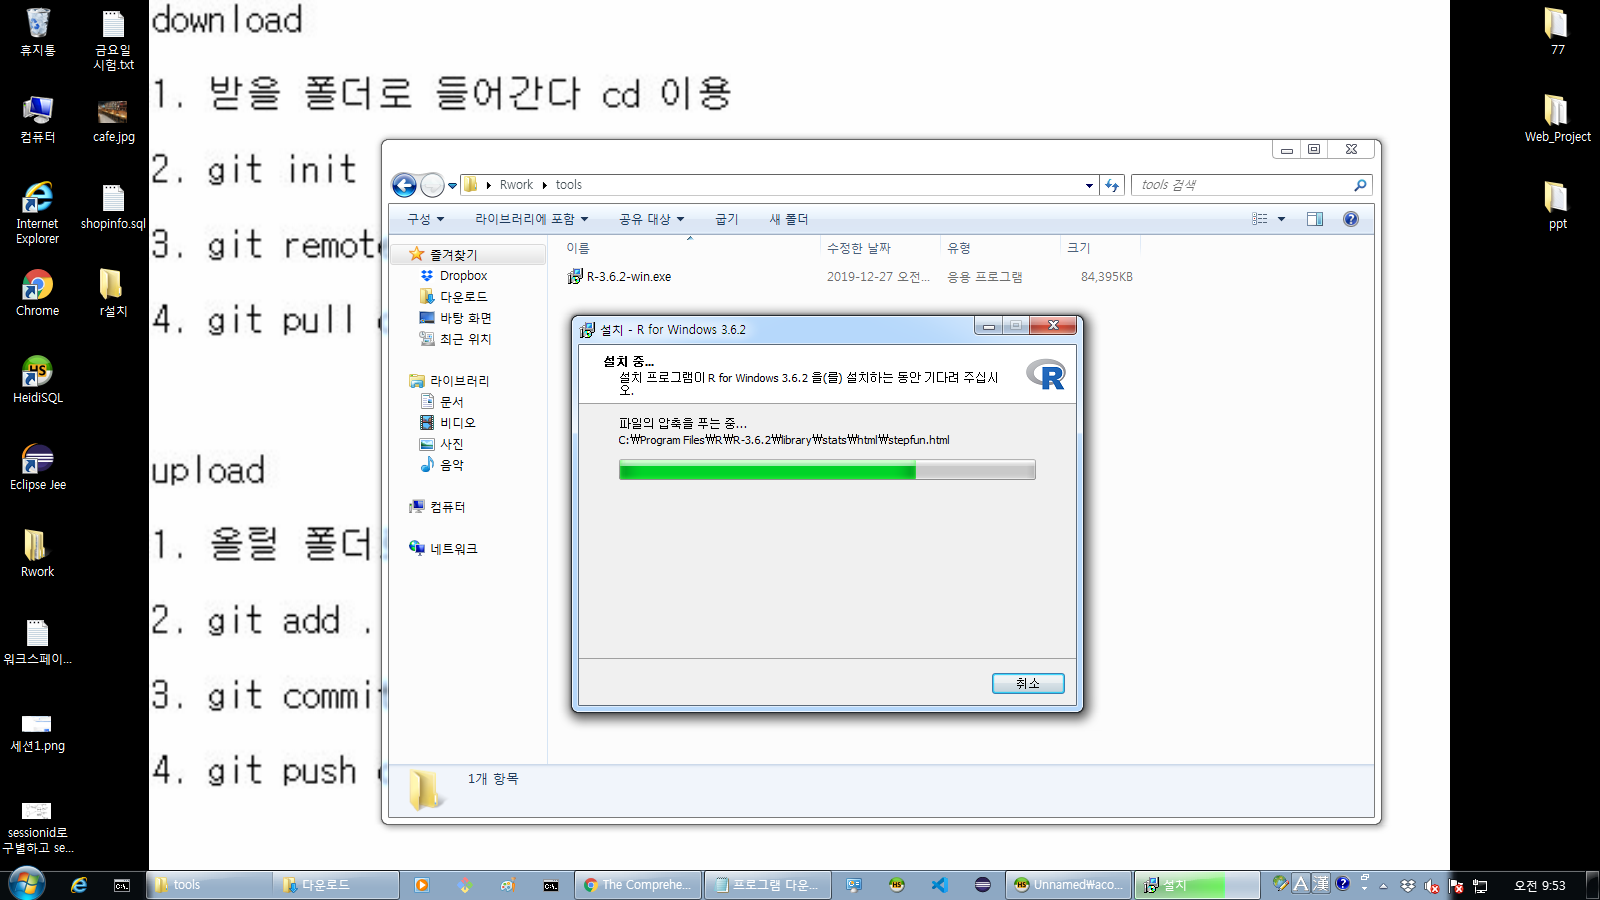 download
1. 받을 폴더로 들어간다 cd 이용
2. git init
3. git remote
4. git pull
upload
1. 올릴 폴더
2. git add .
3. git commit
4. git push
휴지통
금요일
시험.txt
컴퓨터
cafe.jpg
Internet
Explorer
shopinfo.sql
Chrome
r설치
HeidiSQL
Eclipse Jee
Rwork
워크스페이...
세션1.png
sessionid로
구별하고 se...
77
Web_Project
ppt
Rwork
tools
tools 검색
구성
라이브러리에 포함
공유 대상
굽기
새 폴더
이름
수정한 날짜
유형
크기
R-3.6.2-win.exe
2019-12-27 오전...
응용 프로그램
84,395KB
즐겨찾기
Dropbox
다운로드
바탕 화면
최근 위치
라이브러리
문서
비디오
사진
음악
컴퓨터
네트워크
1개 항목
설치 - R for Windows 3.6.2
설치 중...
설치 프로그램이 R for Windows 3.6.2 을(를) 설치하는 동안 기다려 주십시
오.
R
파일의 압축을 푸는 중...
C:₩Program Files₩R₩R-3.6.2₩library₩stats₩html₩stepfun.html
취소
tools
다운로드
The Comprehe...
프로그램 다운...
Unnamed₩aco...
설치
A
漢
오전 9:53